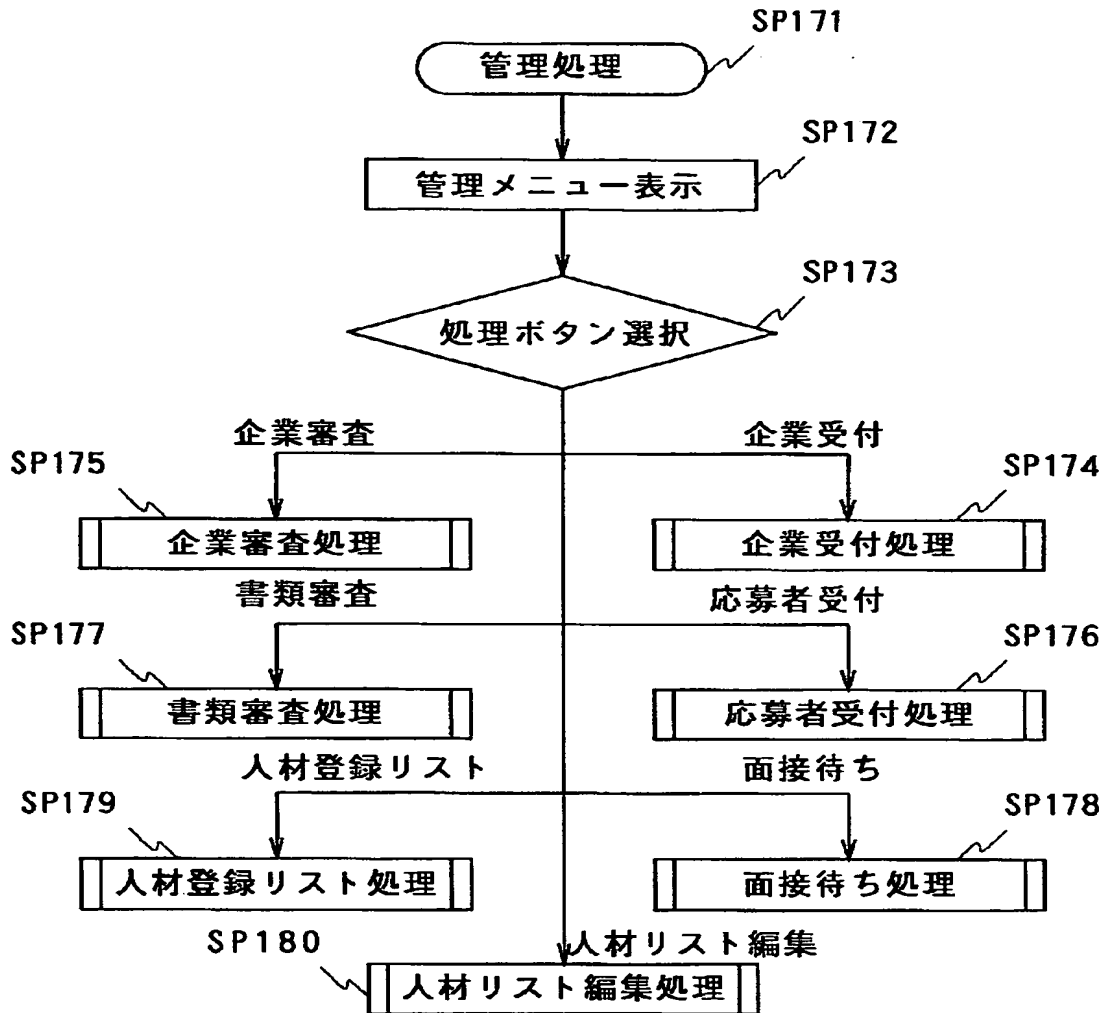 SP171
管理処理
SP172
管理メニュー表示
SP173
処理ボタン選択
企業審査
企業受付
SP175
SP174
企業審査処理
企業受付処理
書類審査
応募者受付
SP177
SP176
書類審査処理
応募者受付処理
人材登録リスト
面接待ち
SP179
SP178
人材登録リスト処理
面接待ち処理
SP180
人材リスト編集
人材リスト編集処理